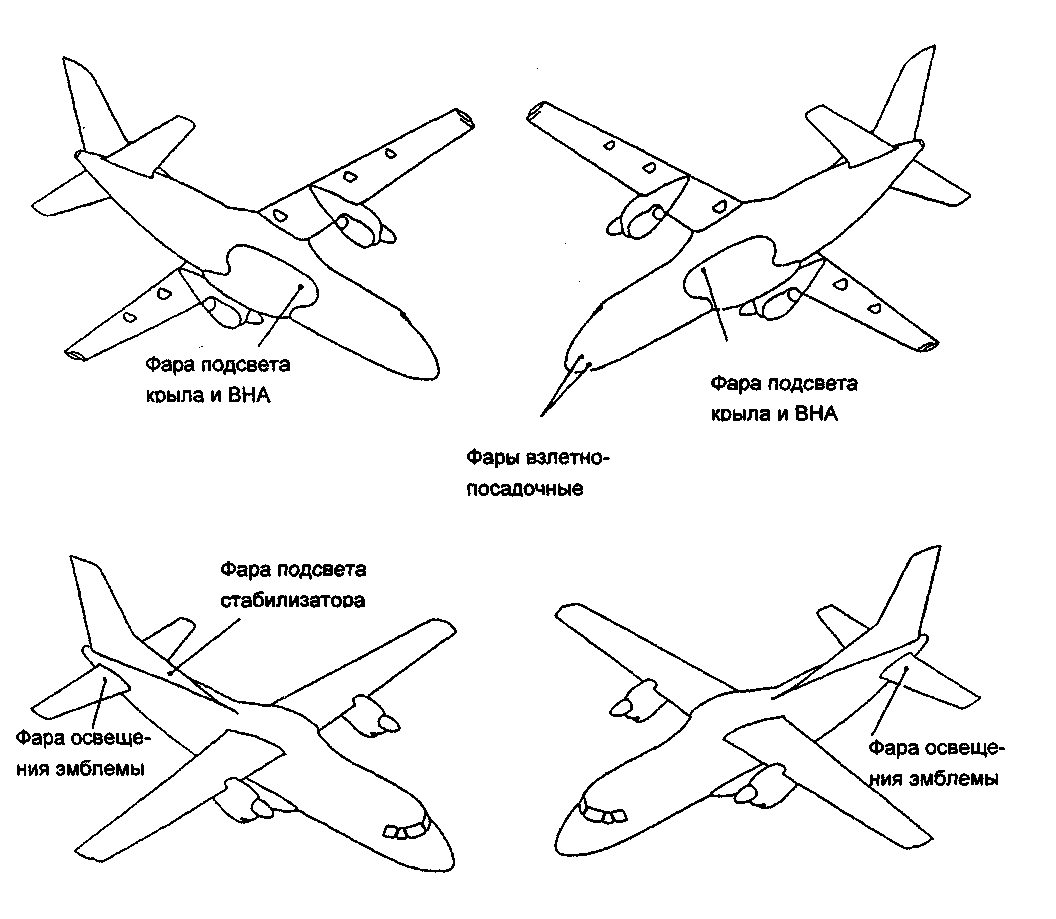 Фара подсвета
крыла и ВНА
Фара подсвета
крыла и ВНА
Фары взлетно-
посадочные
Фара подсвета
стабилизатора
Фара освеще-
ния эмблемы
Фара освеще-
ния эмблемы